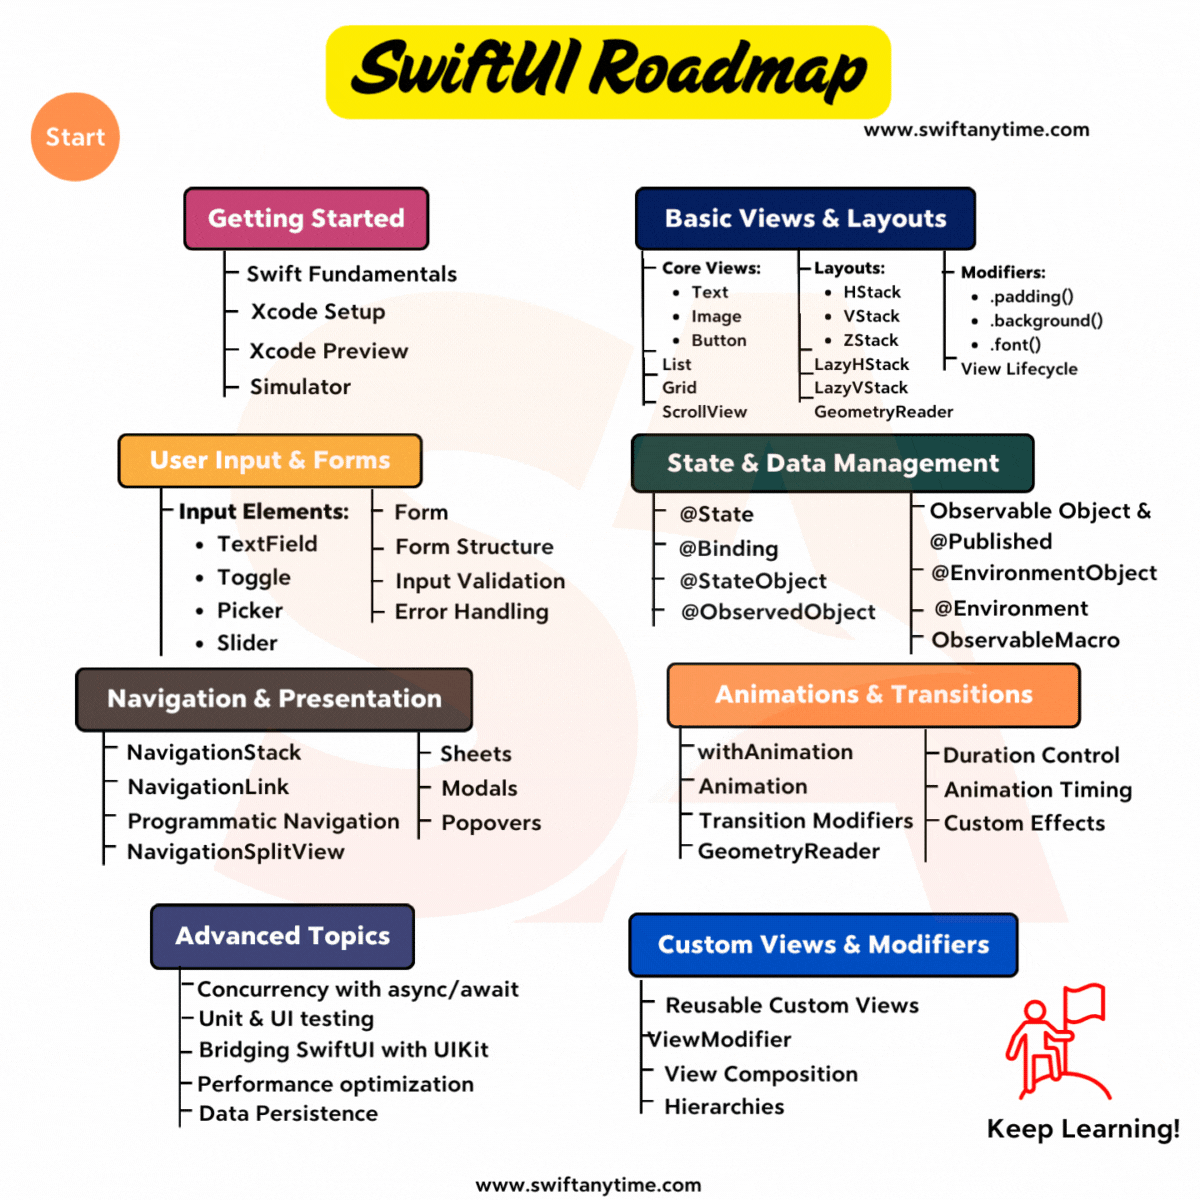 SwiftUI Roadmap
www.swiftanytime.com
Start
Getting Started
Swift Fundamentals
Xcode Setup
Xcode Preview
Simulator
Basic Views & Layouts
Core Views:
• Text
• Image
• Button
List
Grid
ScrollView
Layouts:
• HStack
• VStack
• ZStack
LazyHStack
LazyVStack
GeometryReader
Modifiers:
• .padding()
• .background()
• .font()
View Lifecycle
User Input & Forms
Input Elements:
• TextField
• Toggle
• Picker
• Slider
Form
Form Structure
Input Validation
Error Handling
State & Data Management
@State
@Binding
@StateObject
@ObservedObject
Observable Object &
@Published
@EnvironmentObject
@Environment
ObservableMacro
Navigation & Presentation
NavigationStack
NavigationLink
Programmatic Navigation
NavigationSplitView
Sheets
Modals
Popovers
Animations & Transitions
withAnimation
Animation
Transition Modifiers
GeometryReader
Duration Control
Animation Timing
Custom Effects
Advanced Topics
Concurrency with async/await
Unit & UI testing
Bridging SwiftUI with UIKit
Performance optimization
Data Persistence
Custom Views & Modifiers
Reusable Custom Views
ViewModifier
View Composition
Hierarchies
Keep Learning!
www.swiftanytime.com
SA